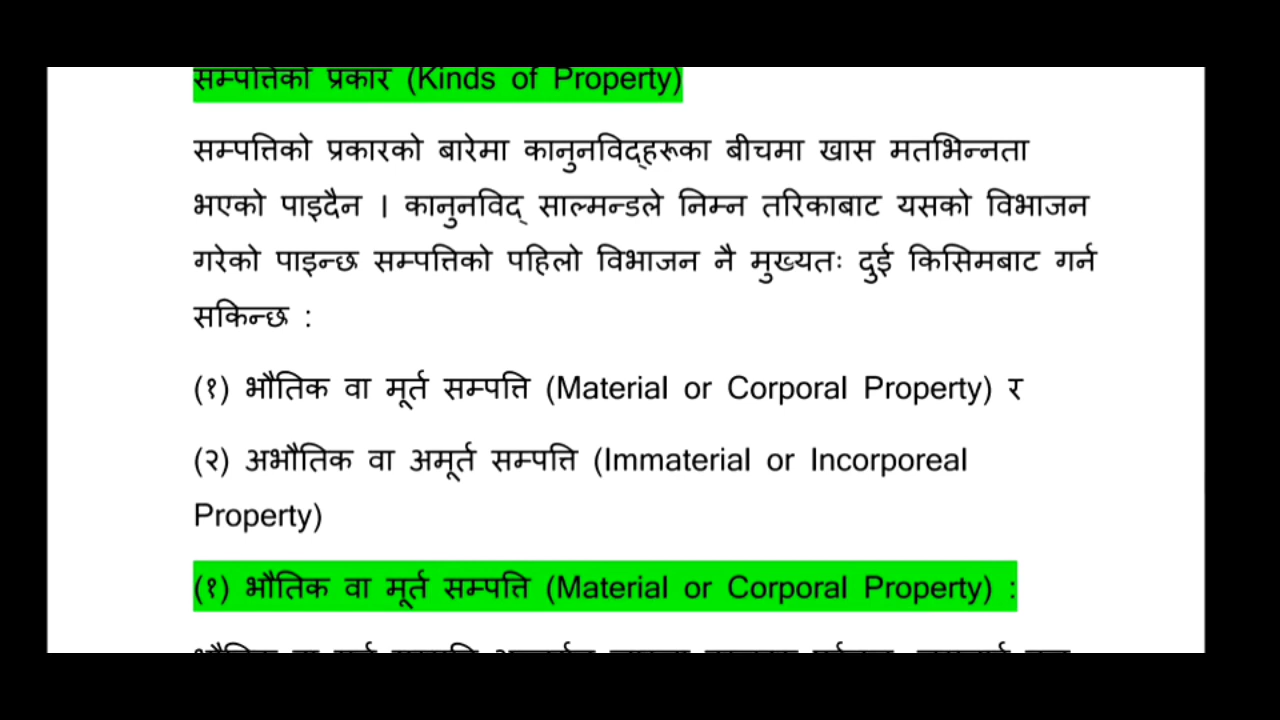 सम्पत्तिको प्रकार (Kinds of Property)
सम्पत्तिको प्रकारको बारेमा कानुनविद्हरूका बीचमा खास मतभिन्नता
भएको पाइदैन । कानुनविद् साल्मन्डले निम्न तरिकाबाट यसको विभाजन
गरेको पाइन्छ सम्पत्तिको पहिलो विभाजन नै मुख्यतः दुई किसिमबाट गर्न
सकिन्छ :
(१) भौतिक वा मूर्त सम्पत्ति (Material or Corporal Property) र
(२) अभौतिक वा अमूर्त सम्पत्ति (Immaterial or Incorporeal
Property)
(१) भौतिक वा मूर्त सम्पत्ति (Material or Corporal Property) :